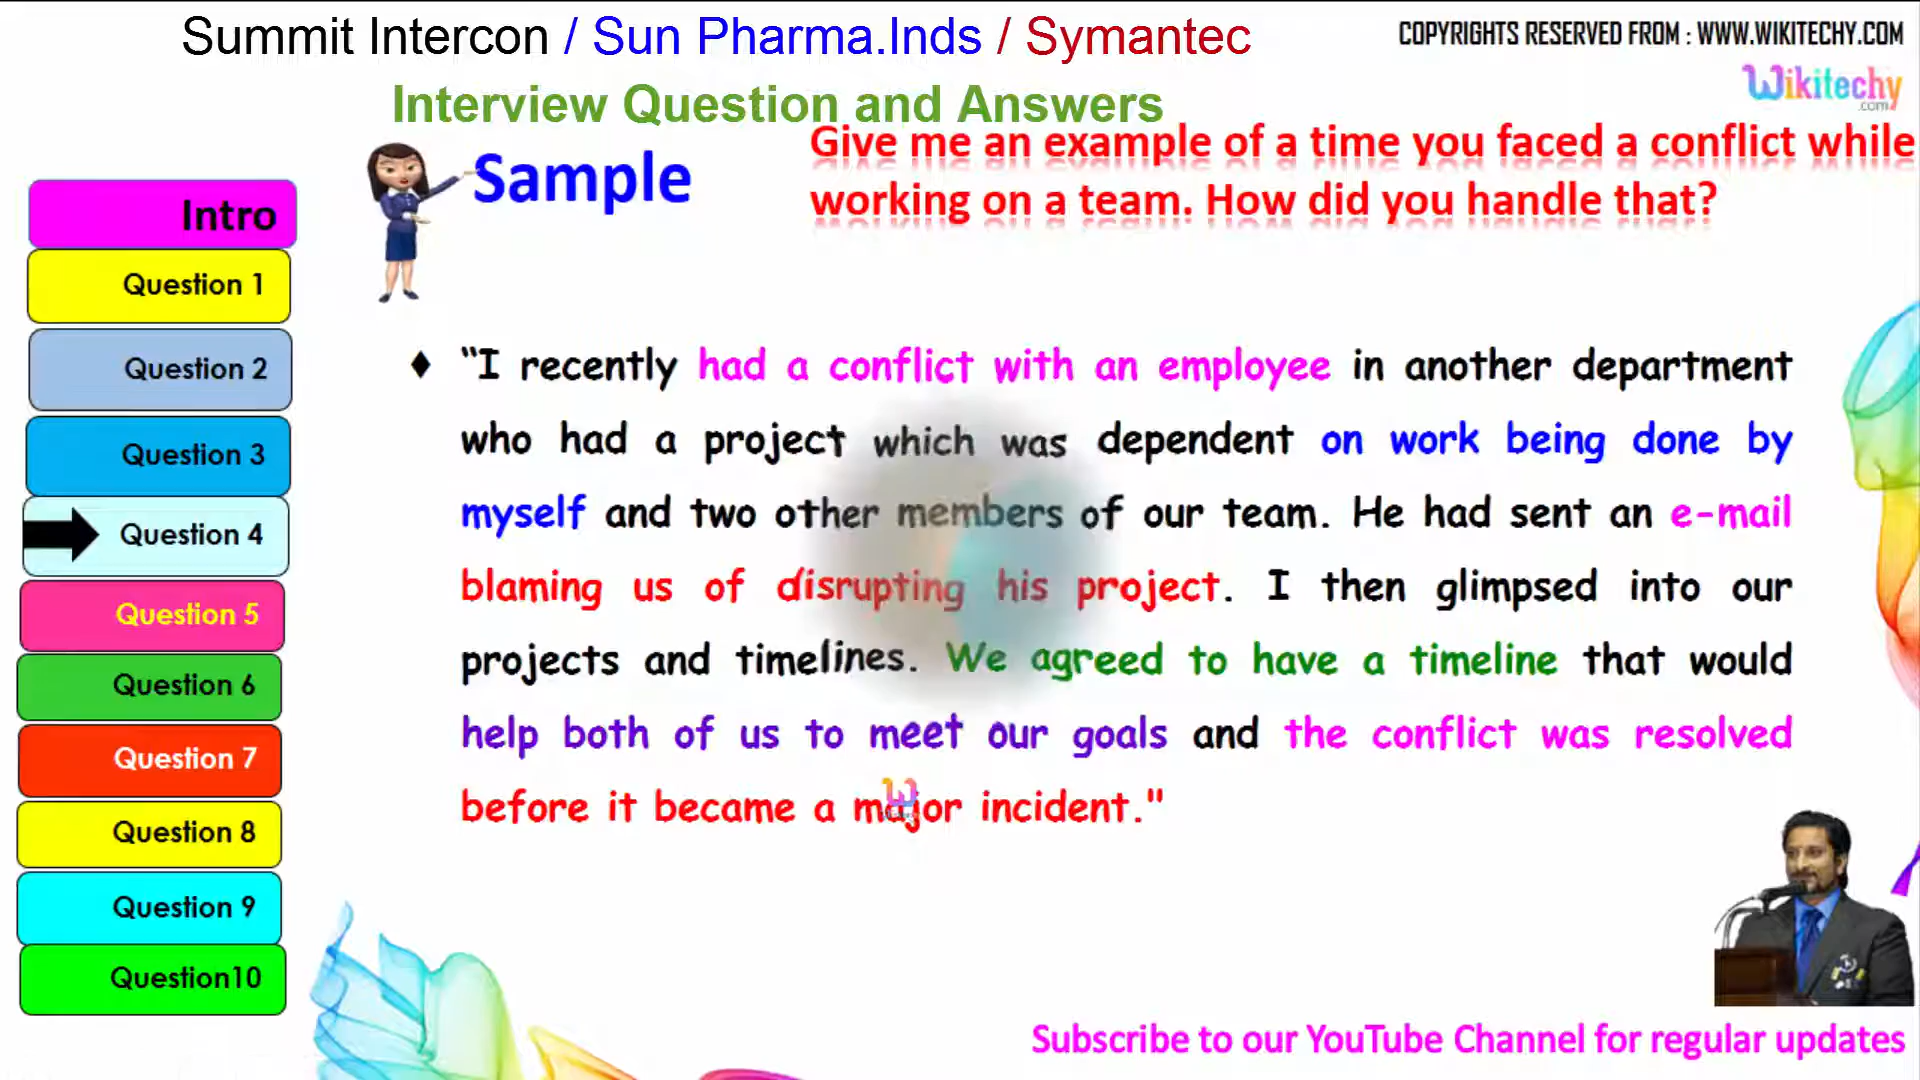 Summit Intercon / Sun Pharma.Inds / Symantec
COPYRIGHTS RESERVED FROM : WWW.WIKITECHY.COM
Wikitechy
.com
Interview Question and Answers
Sample
Give me an example of a time you faced a conflict while
working on a team. How did you handle that?
Intro
Question 1
Question 2
Question 3
Question 4
Question 5
Question 6
Question 7
Question 8
Question 9
Question10
♦ “I recently had a conflict with an employee in another department
who had a project which was dependent on work being done by
myself and two other members of our team. He had sent an e-mail
blaming us of disrupting his project. I then glimpsed into our
projects and timelines. We agreed to have a timeline that would
help both of us to meet our goals and the conflict was resolved
before it became a major incident."
Subscribe to our YouTube Channel for regular updates